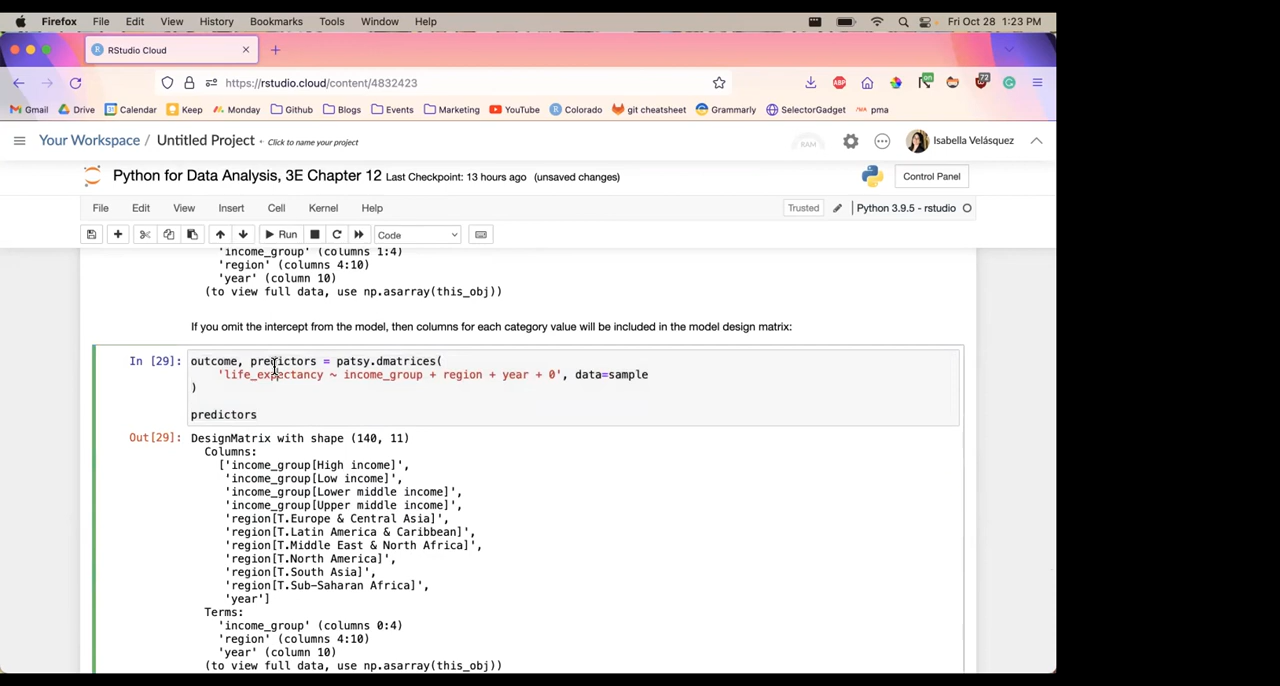 Firefox File Edit View History Bookmarks Tools Window Help Fri Oct 28 1:23 PM
RStudio Cloud
https://rstudio.cloud/content/4832423
ABP on 72
Gmail Drive Calendar Keep Monday Github Blogs Events Marketing YouTube Colorado git cheatsheet Grammarly SelectorGadget pma
Your Workspace / Untitled Project Click to name your project RAM Isabella Velásquez
Python for Data Analysis, 3E Chapter 12 Last Checkpoint: 13 hours ago (unsaved changes) Control Panel
File Edit View Insert Cell Kernel Help Trusted Python 3.9.5 - rstudio
Run Code
'income_group' (columns 1:4)
'region' (columns 4:10)
'year' (column 10)
(to view full data, use np.asarray(this_obj))
If you omit the intercept from the model, then columns for each category value will be included in the model design matrix:
In [29]: outcome, predictors = patsy.dmatrices(
'life_expectancy ~ income_group + region + year + 0', data=sample
)
predictors
Out[29]: DesignMatrix with shape (140, 11)
Columns:
['income_group[High income]',
'income_group[Low income]',
'income_group[Lower middle income]',
'income_group[Upper middle income]',
'region[T.Europe & Central Asia]',
'region[T.Latin America & Caribbean]',
'region[T.Middle East & North Africa]',
'region[T.North America]',
'region[T.South Asia]',
'region[T.Sub-Saharan Africa]',
'year']
Terms:
'income_group' (columns 0:4)
'region' (columns 4:10)
'year' (column 10)
(to view full data, use np.asarray(this_obj))